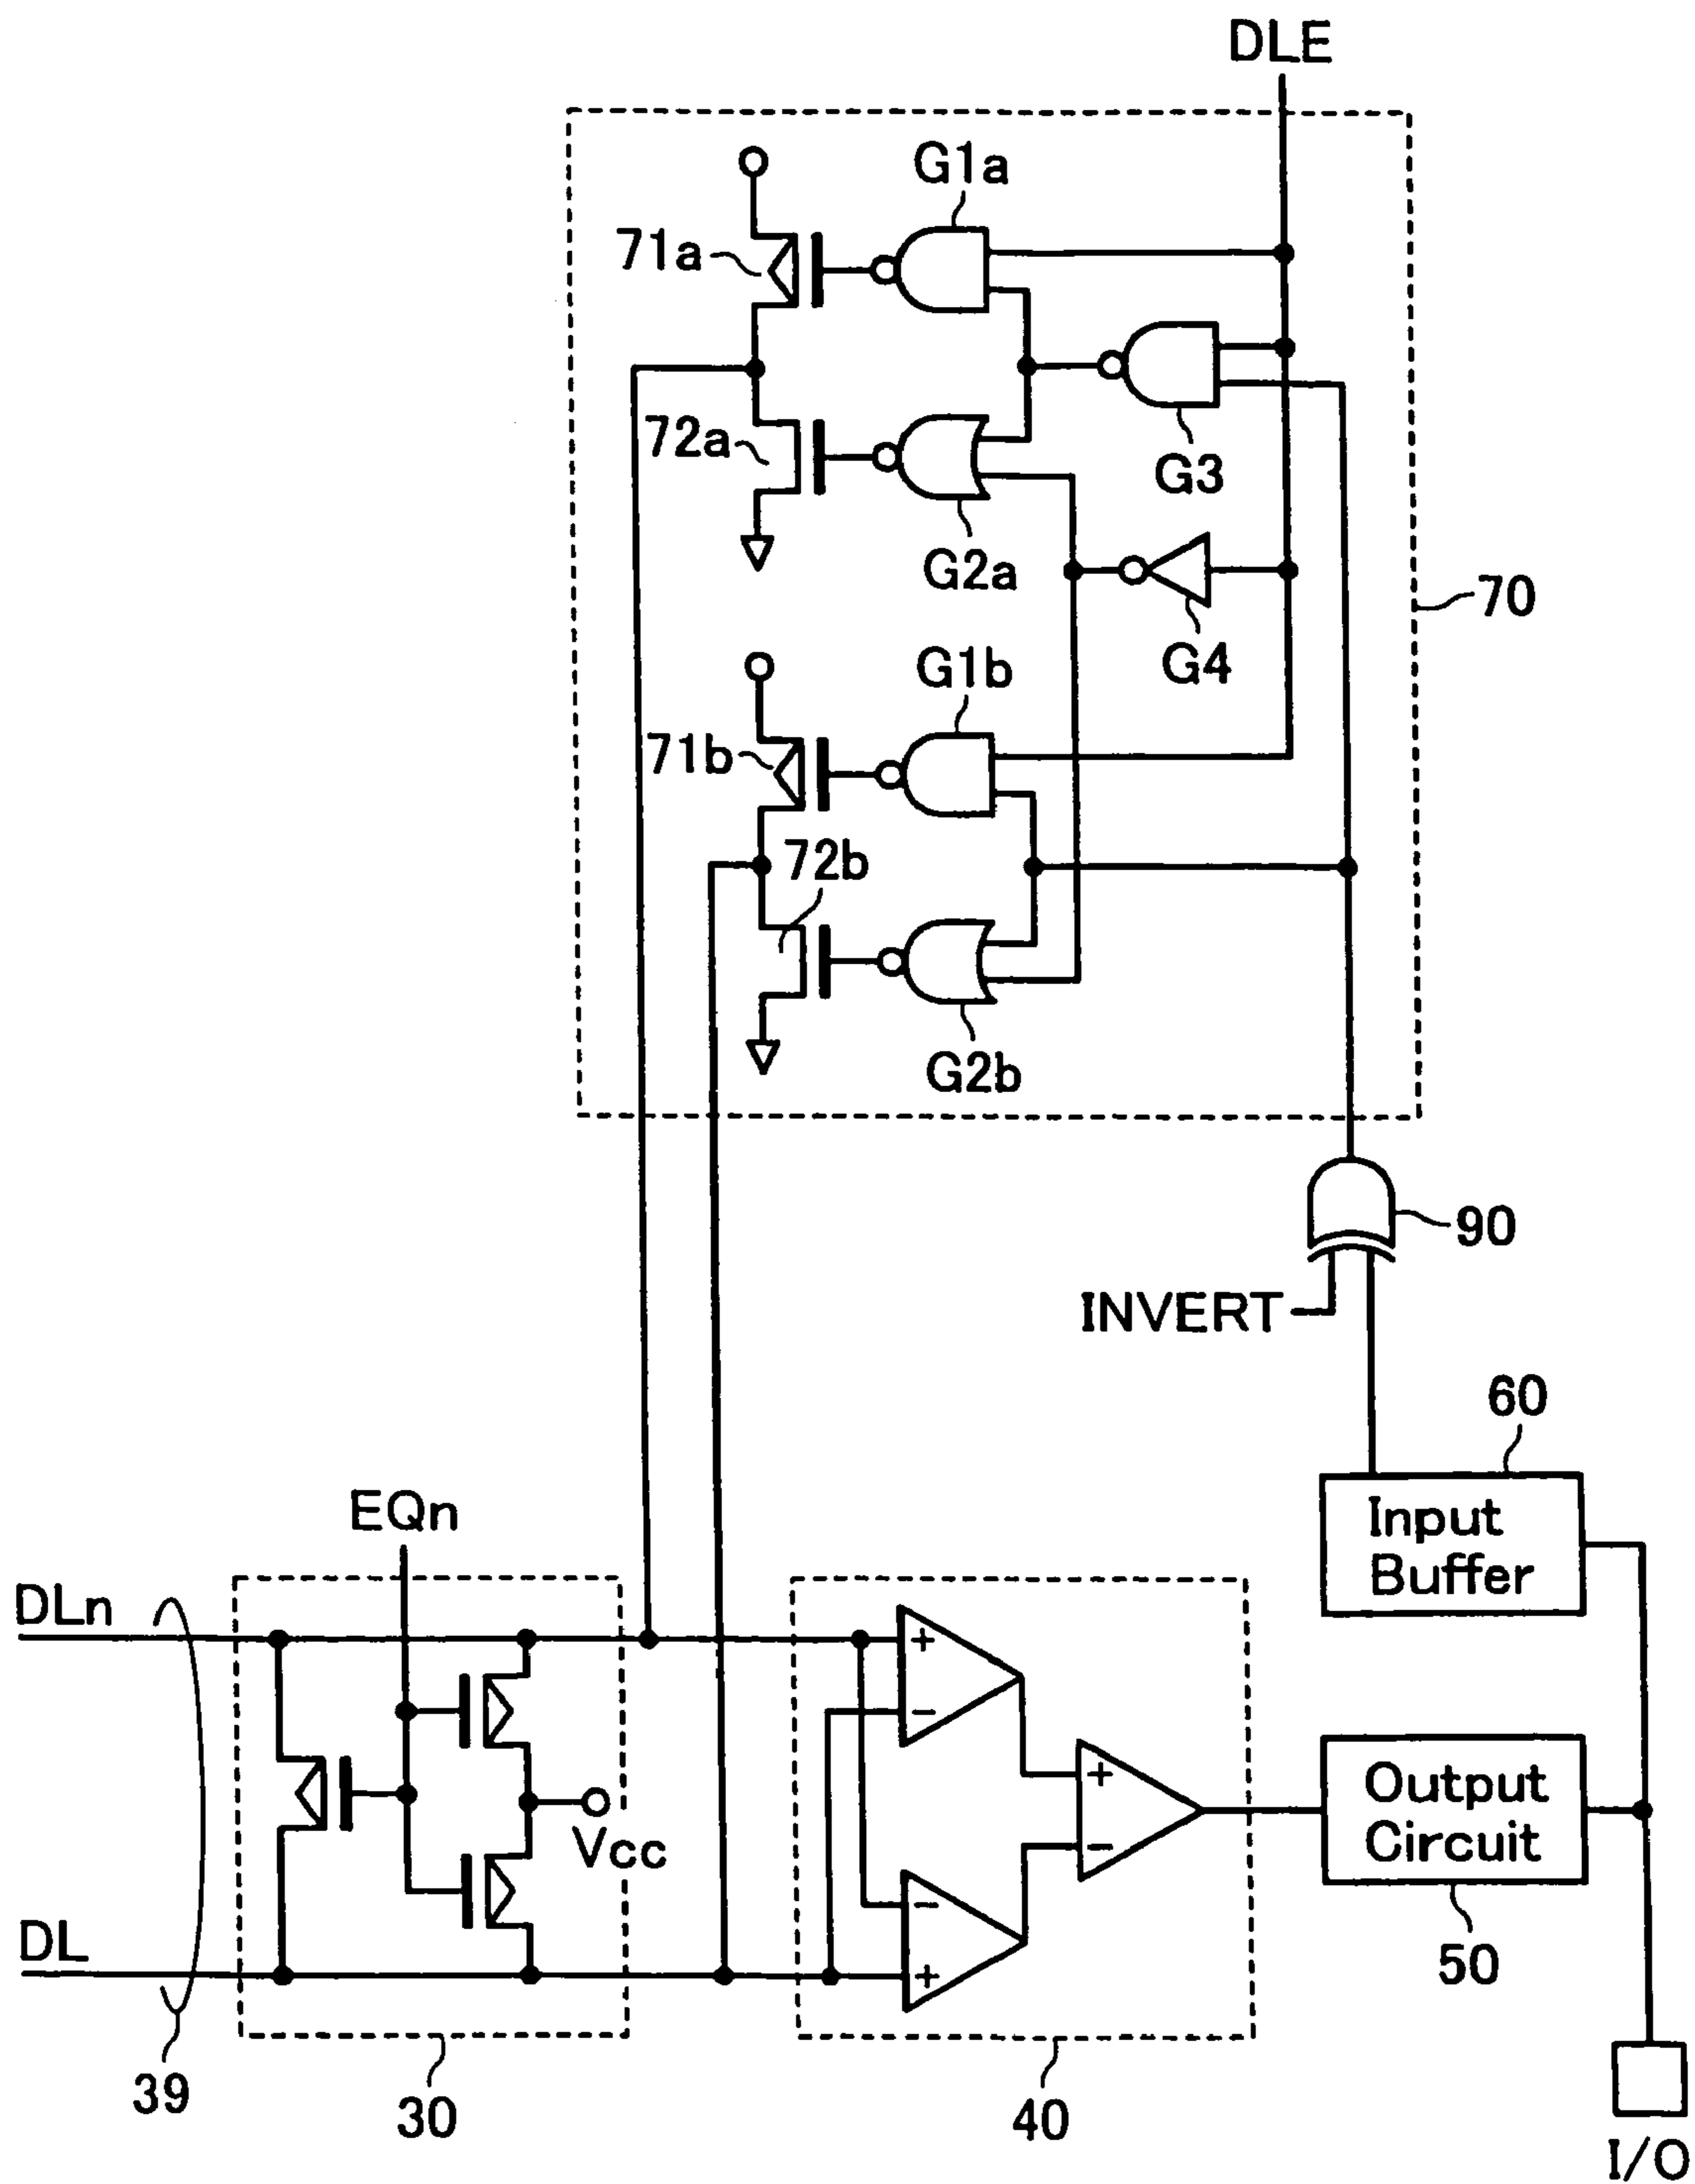 DLE
G1a
71a
72a
G3
G2a
70
G4
G1b
71b
72b
G2b
90
INVERT
60
Input
Buffer
EQn
DLn
+
−
+
−
Vcc
Output
Circuit
−
+
DL
50
39
30
40
I/O